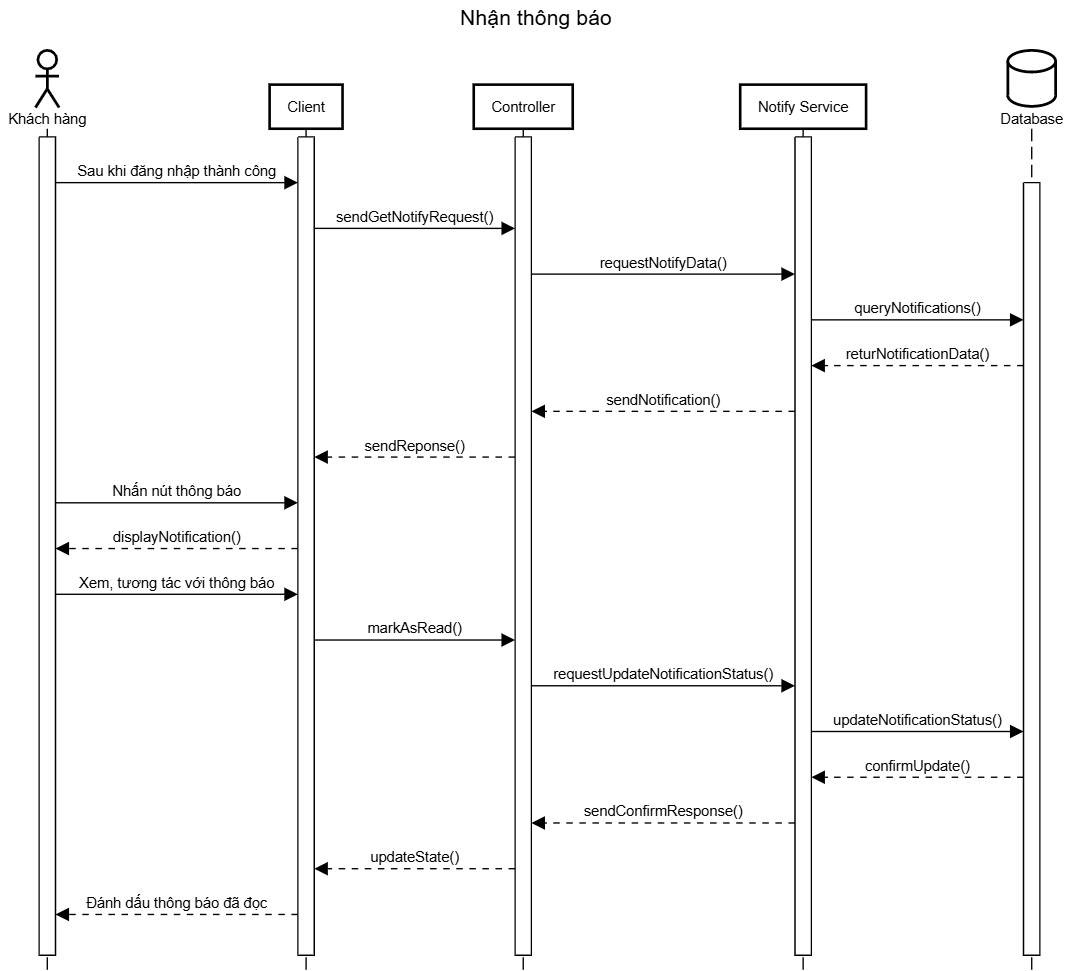 Nhận thông báo
Khách hàng
Client
Controller
Notify Service
Database
Sau khi đăng nhập thành công
sendGetNotifyRequest()
requestNotifyData()
queryNotifications()
returNotificationData()
sendNotification()
sendReponse()
Nhấn nút thông báo
displayNotification()
Xem, tương tác với thông báo
markAsRead()
requestUpdateNotificationStatus()
updateNotificationStatus()
confirmUpdate()
sendConfirmResponse()
updateState()
Đánh dấu thông báo đã đọc